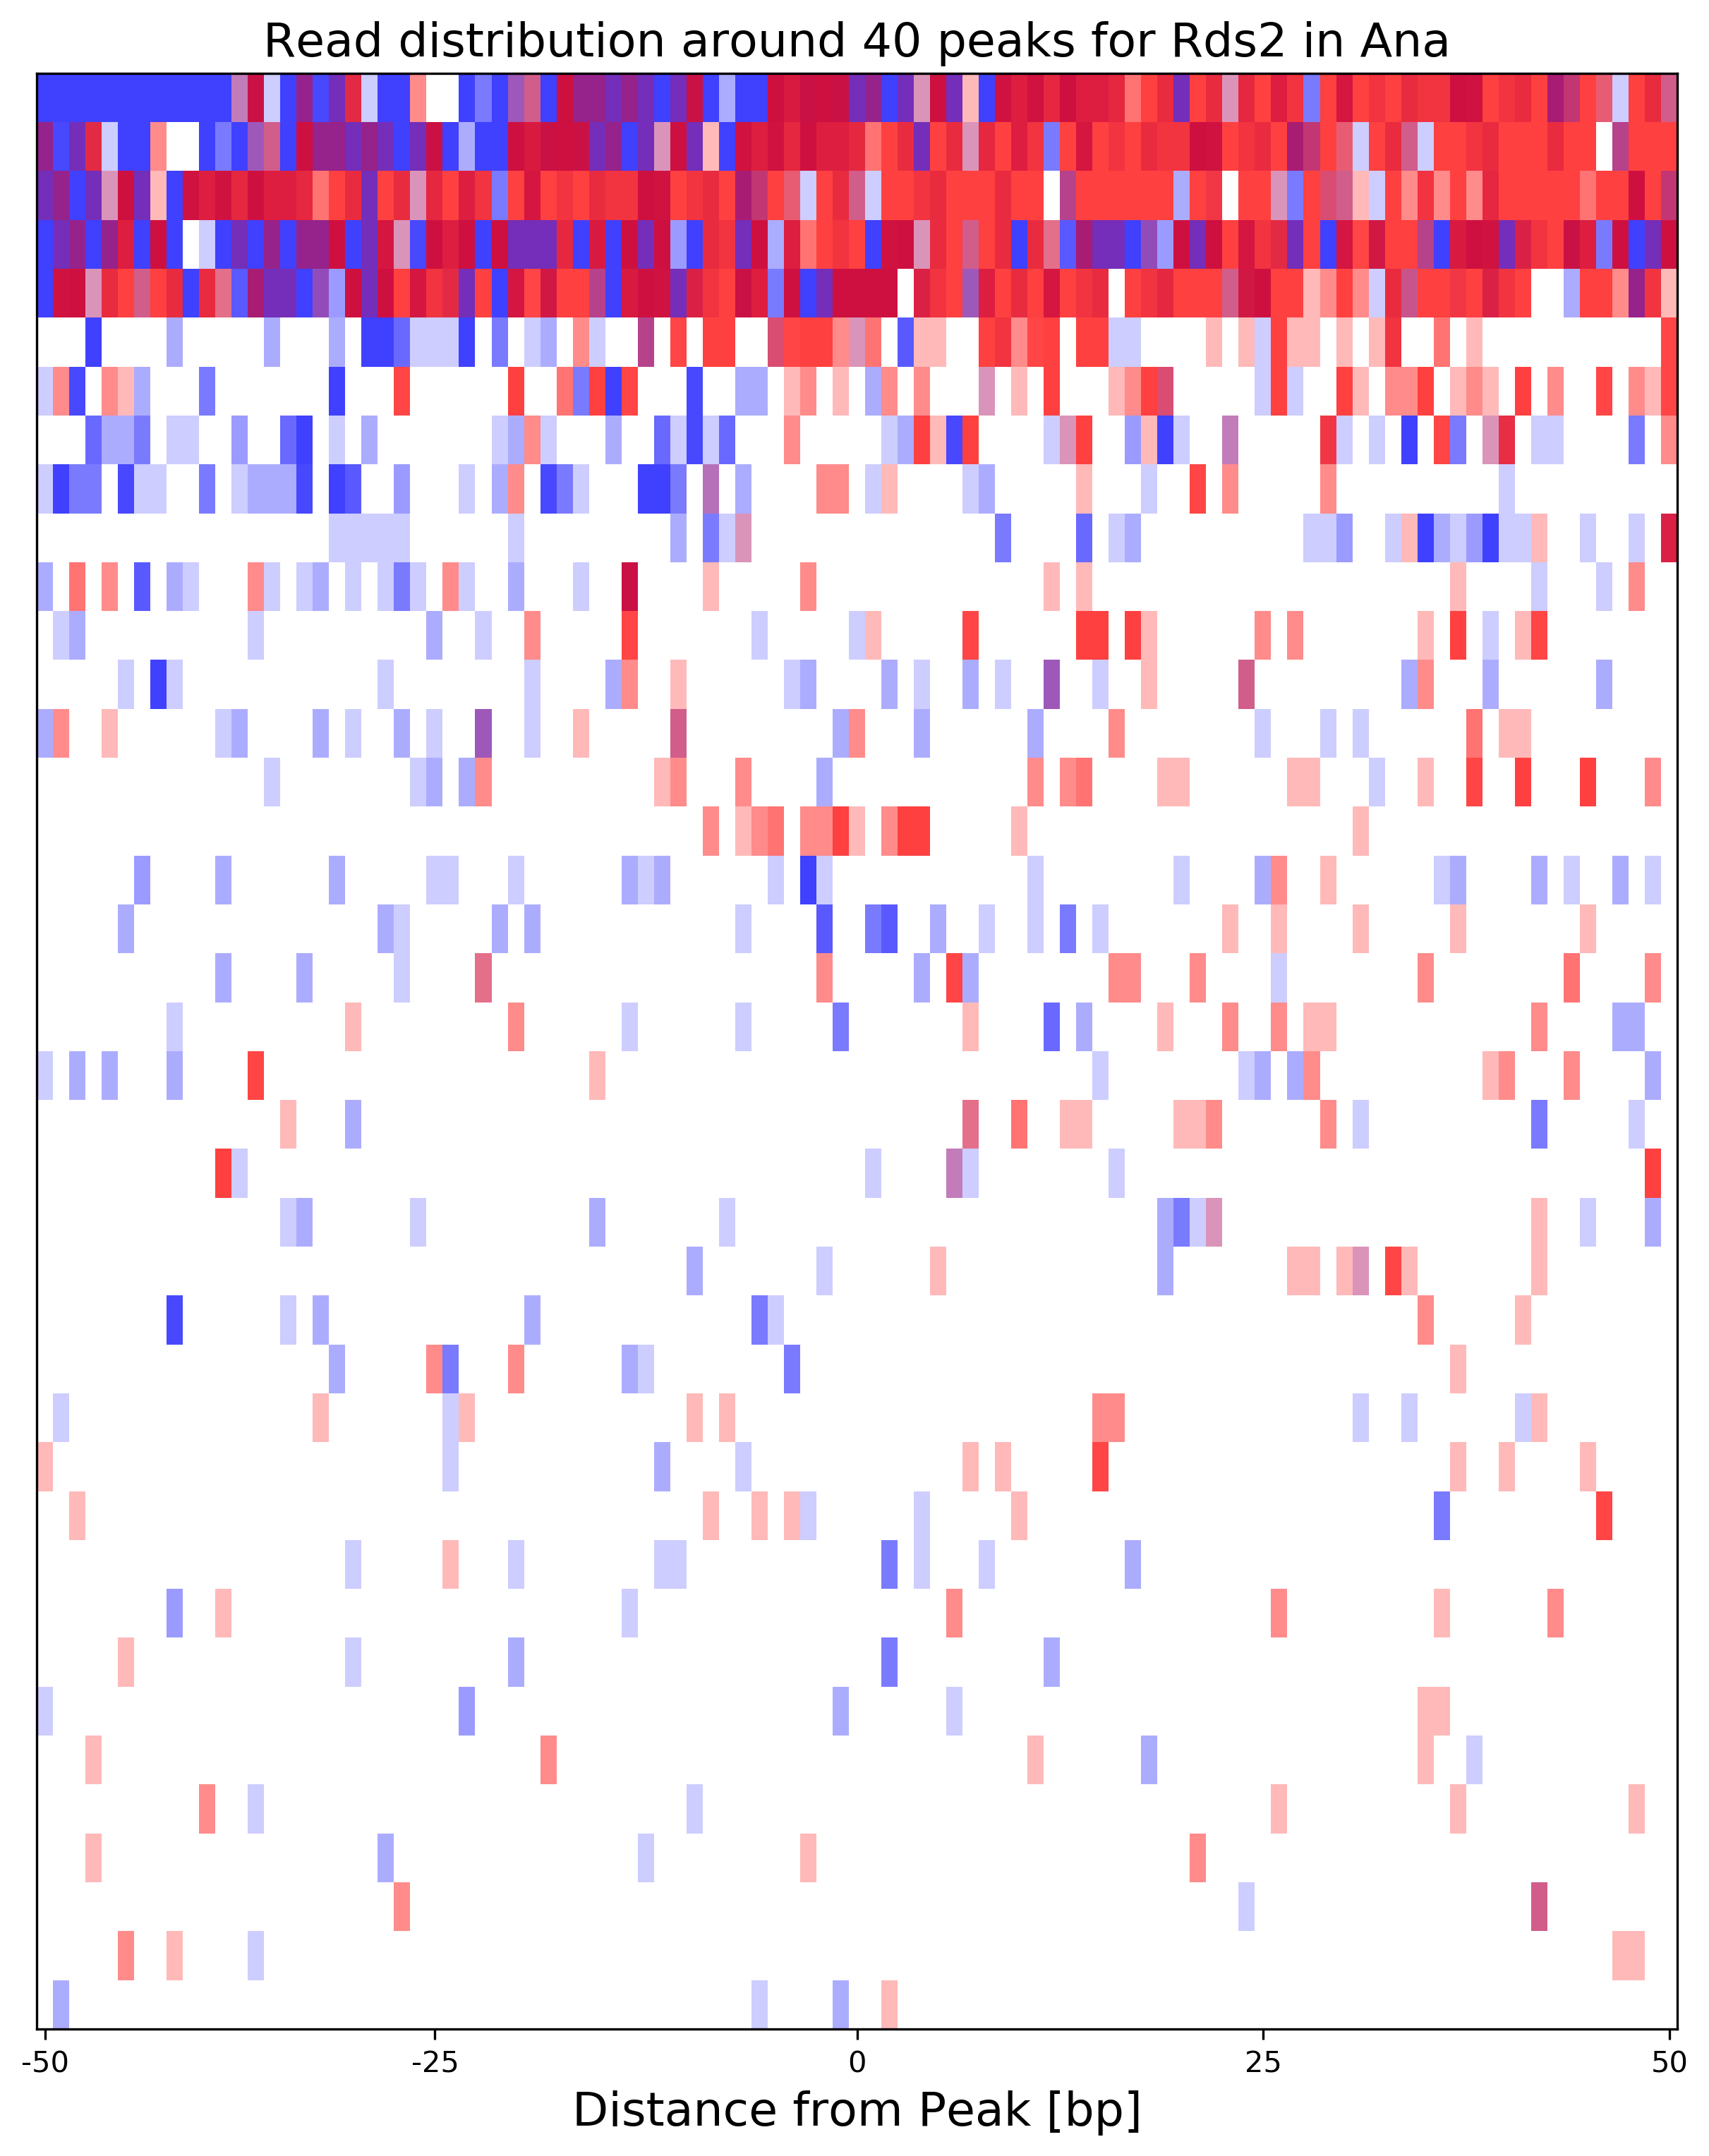 Read distribution around 40 peaks for Rds2 in Ana
-50 -25 0 25 50
Distance from Peak [bp]